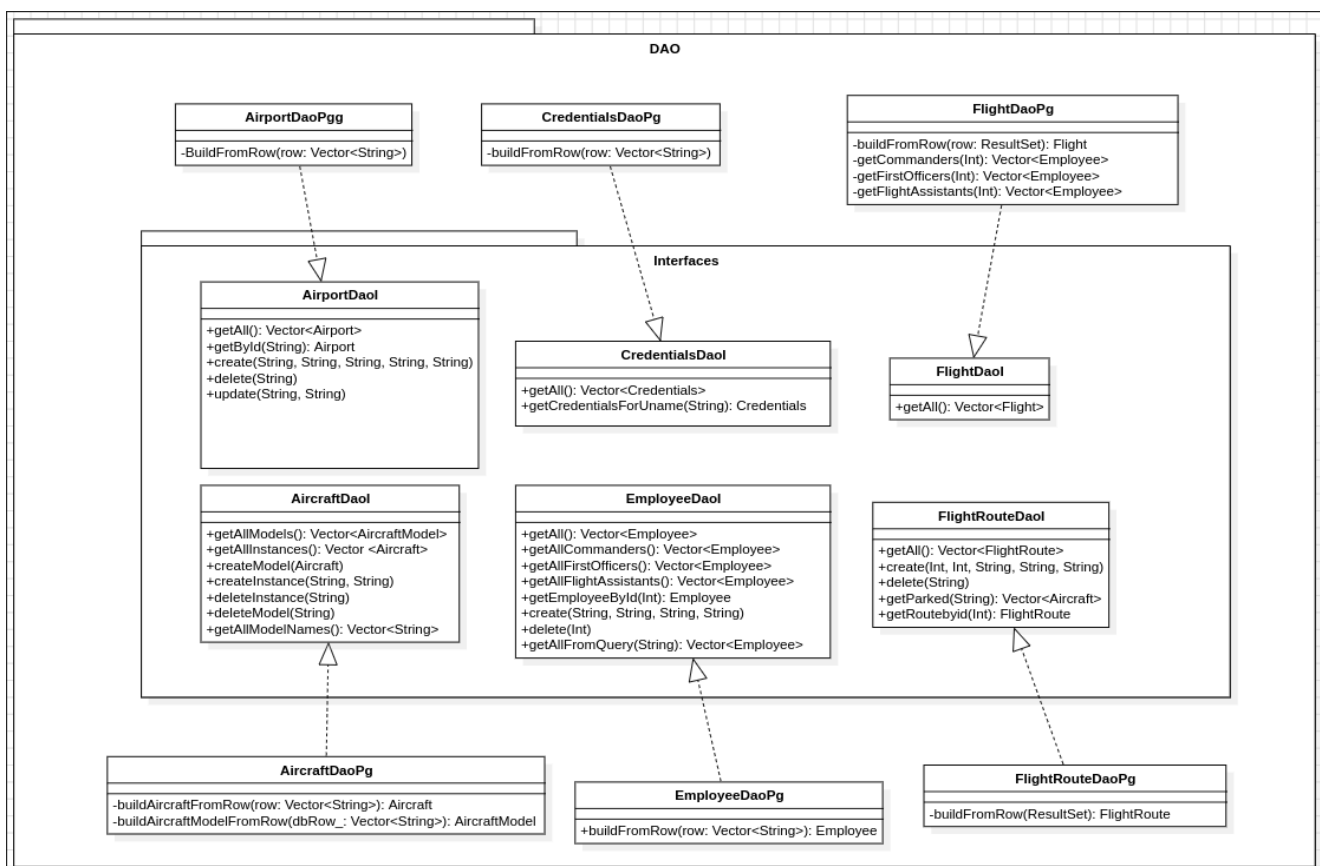 DAO
AirportDaoPgg
-BuildFromRow(row: Vector<String>)
CredentialsDaoPg
-buildFromRow(row: Vector<String>)
FlightDaoPg
-buildFromRow(row: ResultSet): Flight
-getCommanders(Int): Vector<Employee>
-getFirstOfficers(Int): Vector<Employee>
-getFlightAssistants(Int): Vector<Employee>
Interfaces
AirportDaoI
+getAll(): Vector<Airport>
+getById(String): Airport
+create(String, String, String, String, String)
+delete(String)
+update(String, String)
CredentialsDaoI
+getAll(): Vector<Credentials>
+getCredentialsForUname(String): Credentials
FlightDaoI
+getAll(): Vector<Flight>
AircraftDaoI
+getAllModels(): Vector<AircraftModel>
+getAllInstances(): Vector <Aircraft>
+createModel(Aircraft)
+createInstance(String, String)
+deleteInstance(String)
+deleteModel(String)
+getAllModelNames(): Vector<String>
EmployeeDaoI
+getAll(): Vector<Employee>
+getAllCommanders(): Vector<Employee>
+getAllFirstOfficers(): Vector<Employee>
+getAllFlightAssistants(): Vector<Employee>
+getEmployeeById(Int): Employee
+create(String, String, String, String)
+delete(Int)
+getAllFromQuery(String): Vector<Employee>
FlightRouteDaoI
+getAll(): Vector<FlightRoute>
+create(Int, Int, String, String, String)
+delete(String)
+getParked(String): Vector<Aircraft>
+getRoutebyid(Int): FlightRoute
AircraftDaoPg
-buildAircraftFromRow(row: Vector<String>): Aircraft
-buildAircraftModelFromRow(dbRow_: Vector<String>): AircraftModel
EmployeeDaoPg
+buildFromRow(row: Vector<String>): Employee
FlightRouteDaoPg
-buildFromRow(ResultSet): FlightRoute